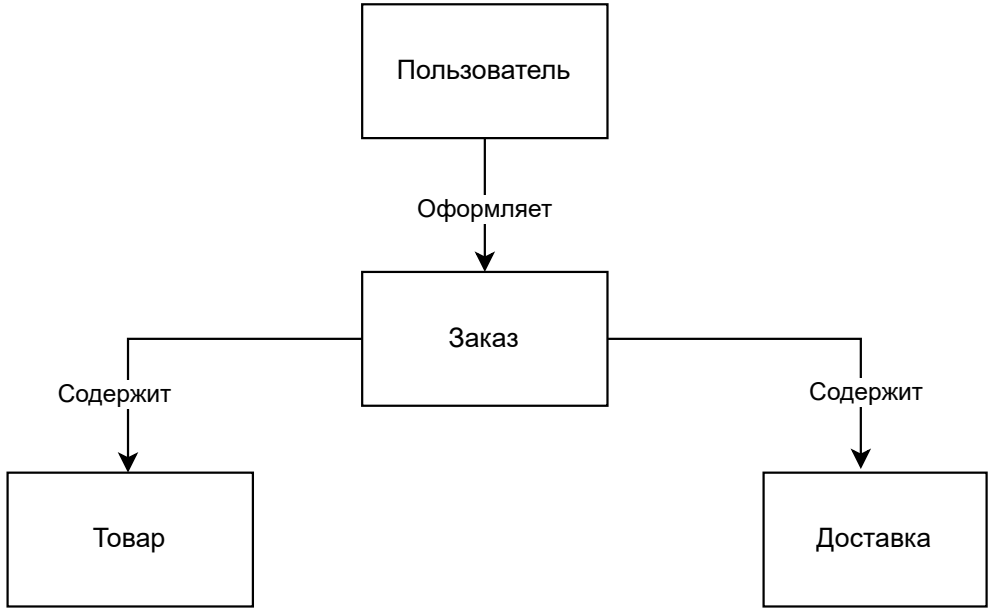 Пользователь
Оформляет
Заказ
Содержит
Содержит
Товар
Доставка